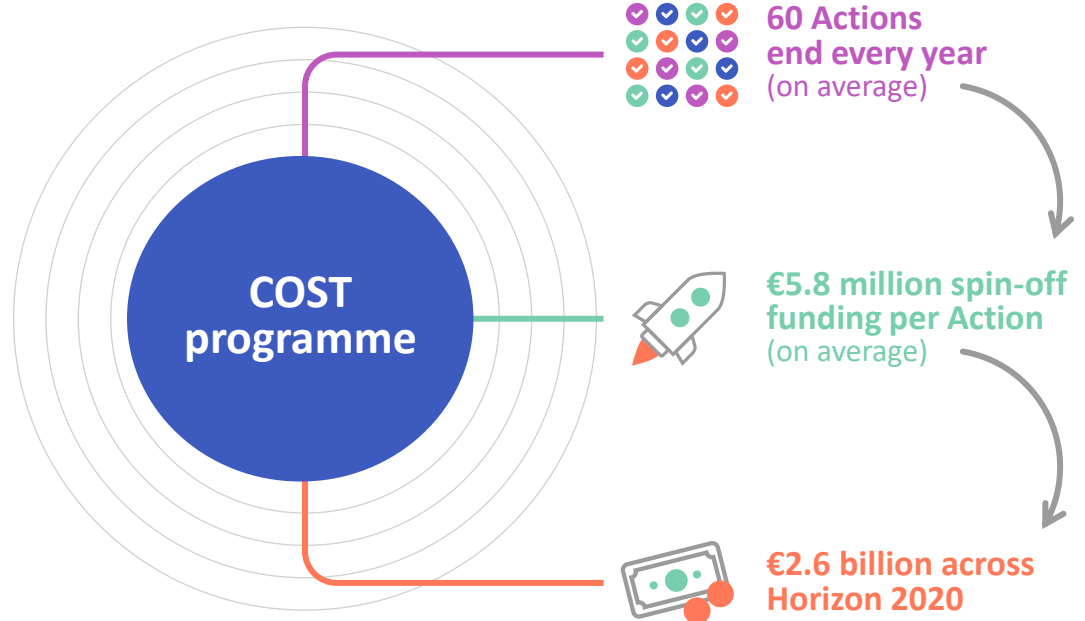 60 Actions
end every year
(on average)
COST
programme
€5.8 million spin-off
funding per Action
(on average)
€2.6 billion across
Horizon 2020